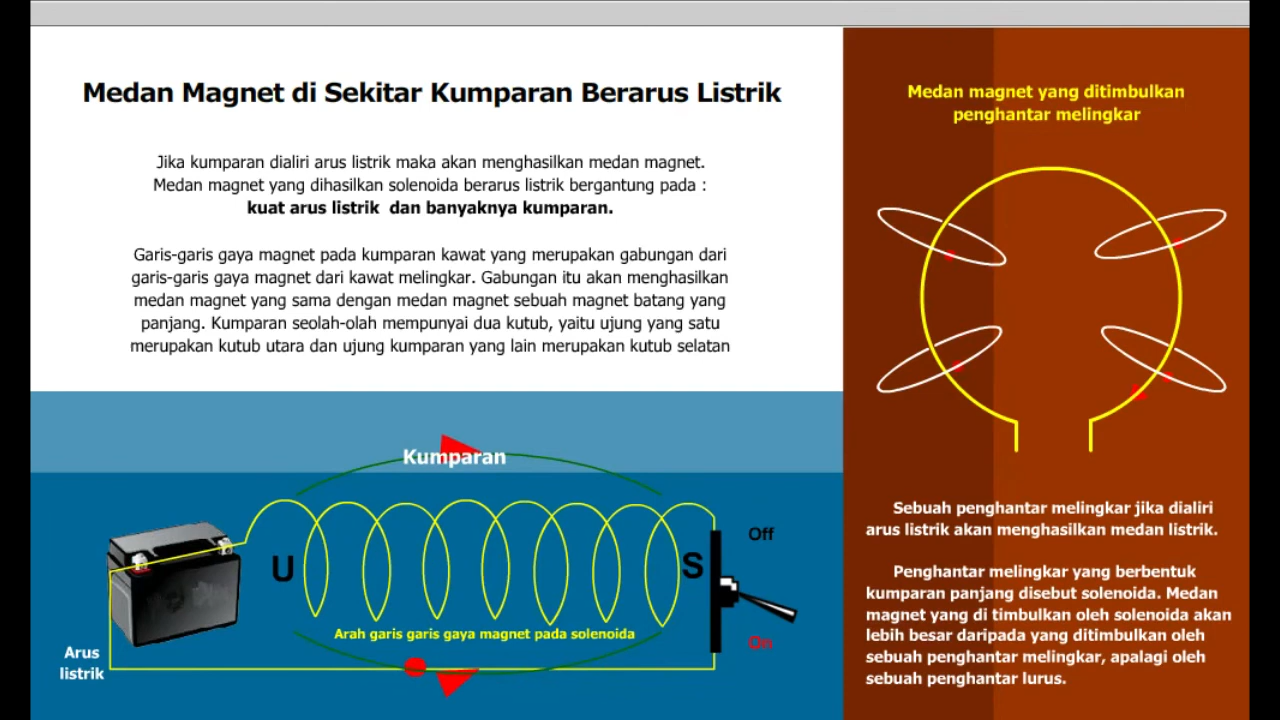 Medan Magnet di Sekitar Kumparan Berarus Listrik
Jika kumparan dialiri arus listrik maka akan menghasilkan medan magnet.
Medan magnet yang dihasilkan solenoida berarus listrik bergantung pada :
kuat arus listrik dan banyaknya kumparan.
Garis-garis gaya magnet pada kumparan kawat yang merupakan gabungan dari
garis-garis gaya magnet dari kawat melingkar. Gabungan itu akan menghasilkan
medan magnet yang sama dengan medan magnet sebuah magnet batang yang
panjang. Kumparan seolah-olah mempunyai dua kutub, yaitu ujung yang satu
merupakan kutub utara dan ujung kumparan yang lain merupakan kutub selatan
Kumparan
U
S
Off
On
Arah garis garis gaya magnet pada solenoida
Arus
listrik
Medan magnet yang ditimbulkan
penghantar melingkar
Sebuah penghantar melingkar jika dialiri
arus listrik akan menghasilkan medan listrik.
Penghantar melingkar yang berbentuk
kumparan panjang disebut solenoida. Medan
magnet yang di timbulkan oleh solenoida akan
lebih besar daripada yang ditimbulkan oleh
sebuah penghantar melingkar, apalagi oleh
sebuah penghantar lurus.